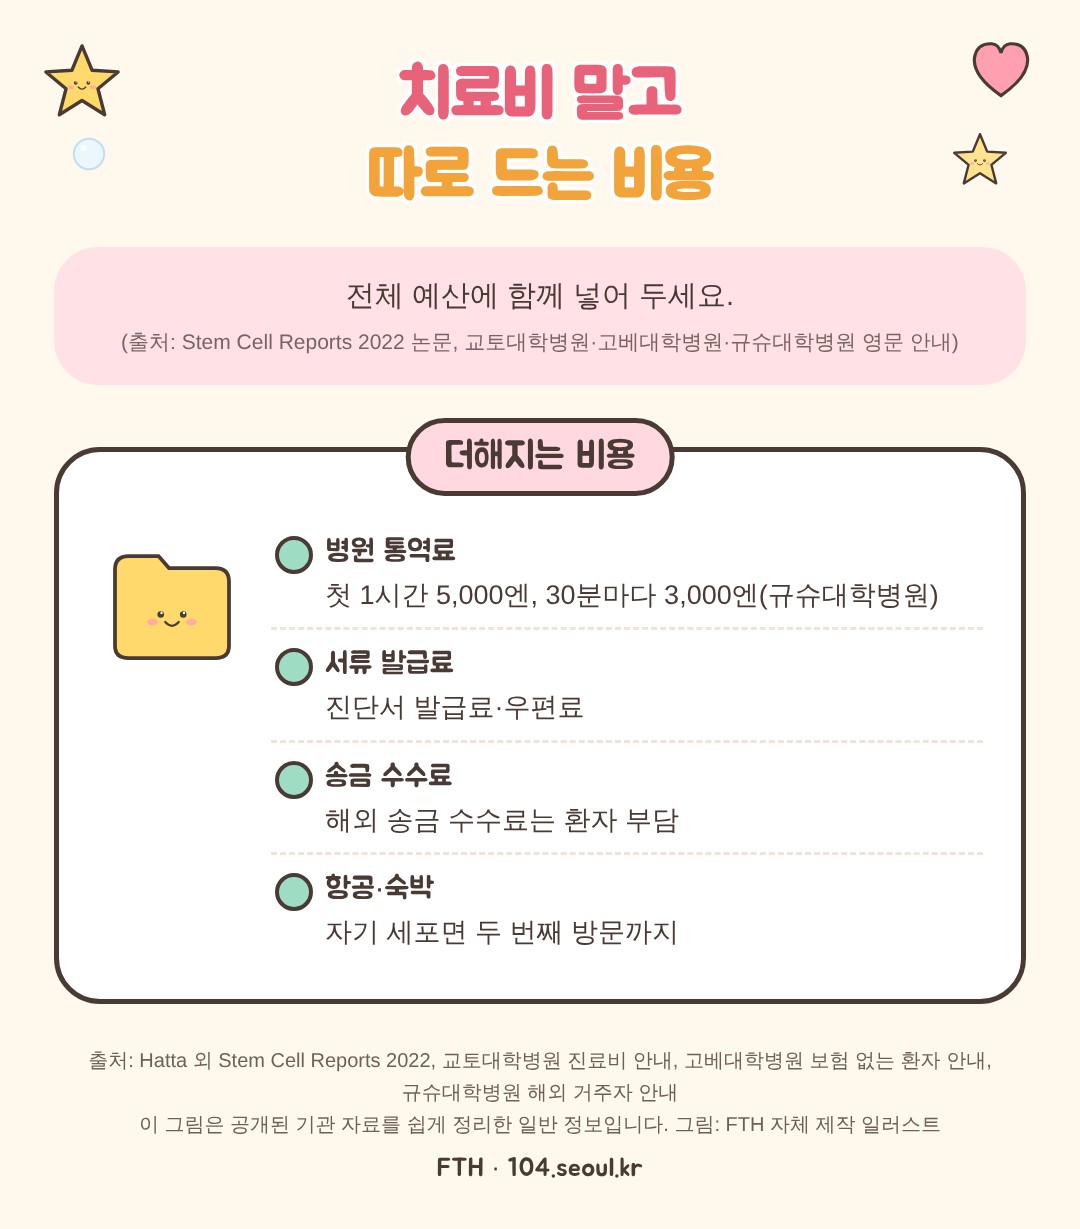 치료비 말고
따로 드는 비용
전체 예산에 함께 넣어 두세요.
(출처: Stem Cell Reports 2022 논문, 교토대학병원·고베대학병원·규슈대학병원 영문 안내)
더해지는 비용
병원 통역료
첫 1시간 5,000엔, 30분마다 3,000엔(규슈대학병원)
서류 발급료
진단서 발급료·우편료
송금 수수료
해외 송금 수수료는 환자 부담
항공·숙박
자기 세포면 두 번째 방문까지
출처: Hatta 외 Stem Cell Reports 2022, 교토대학병원 진료비 안내, 고베대학병원 보험 없는 환자 안내,
규슈대학병원 해외 거주자 안내
이 그림은 공개된 기관 자료를 쉽게 정리한 일반 정보입니다. 그림: FTH 자체 제작 일러스트
FTH · 104.seoul.kr